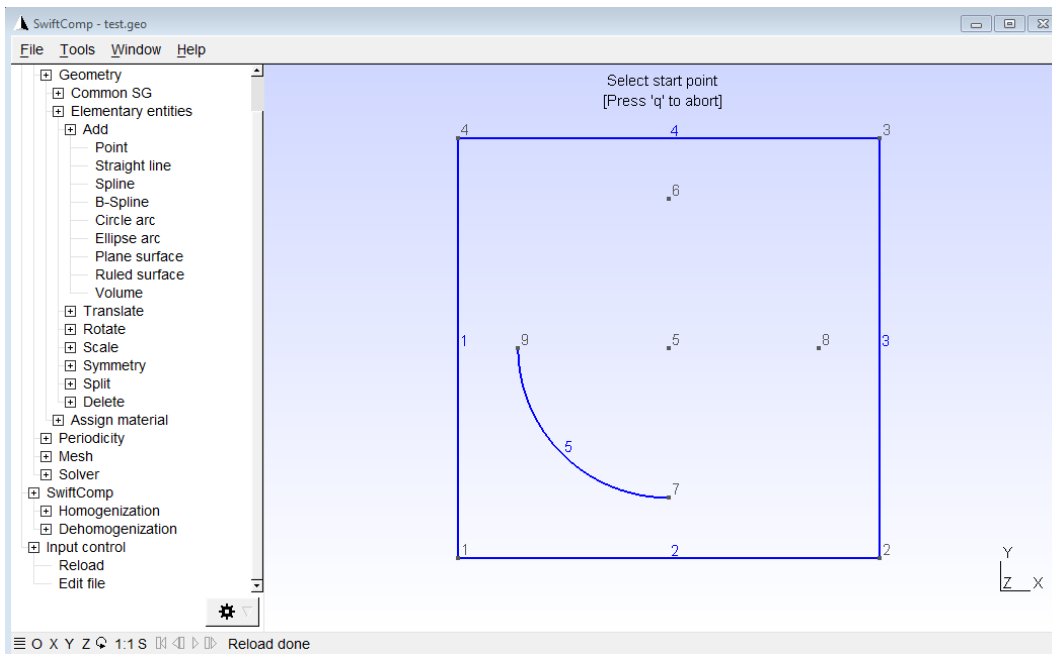 SwiftComp - test.geo
File Tools Window Help
Geometry
Common SG
Elementary entities
Add
Point
Straight line
Spline
B-Spline
Circle arc
Ellipse arc
Plane surface
Ruled surface
Volume
Translate
Rotate
Scale
Symmetry
Split
Delete
Assign material
Periodicity
Mesh
Solver
SwiftComp
Homogenization
Dehomogenization
Input control
Reload
Edit file
Select start point
[Press 'q' to abort]
4 4 3
6
1 9 5 8 3
5
7
1 2 2
Y
Z X
O X Y Z 1:1 S Reload done